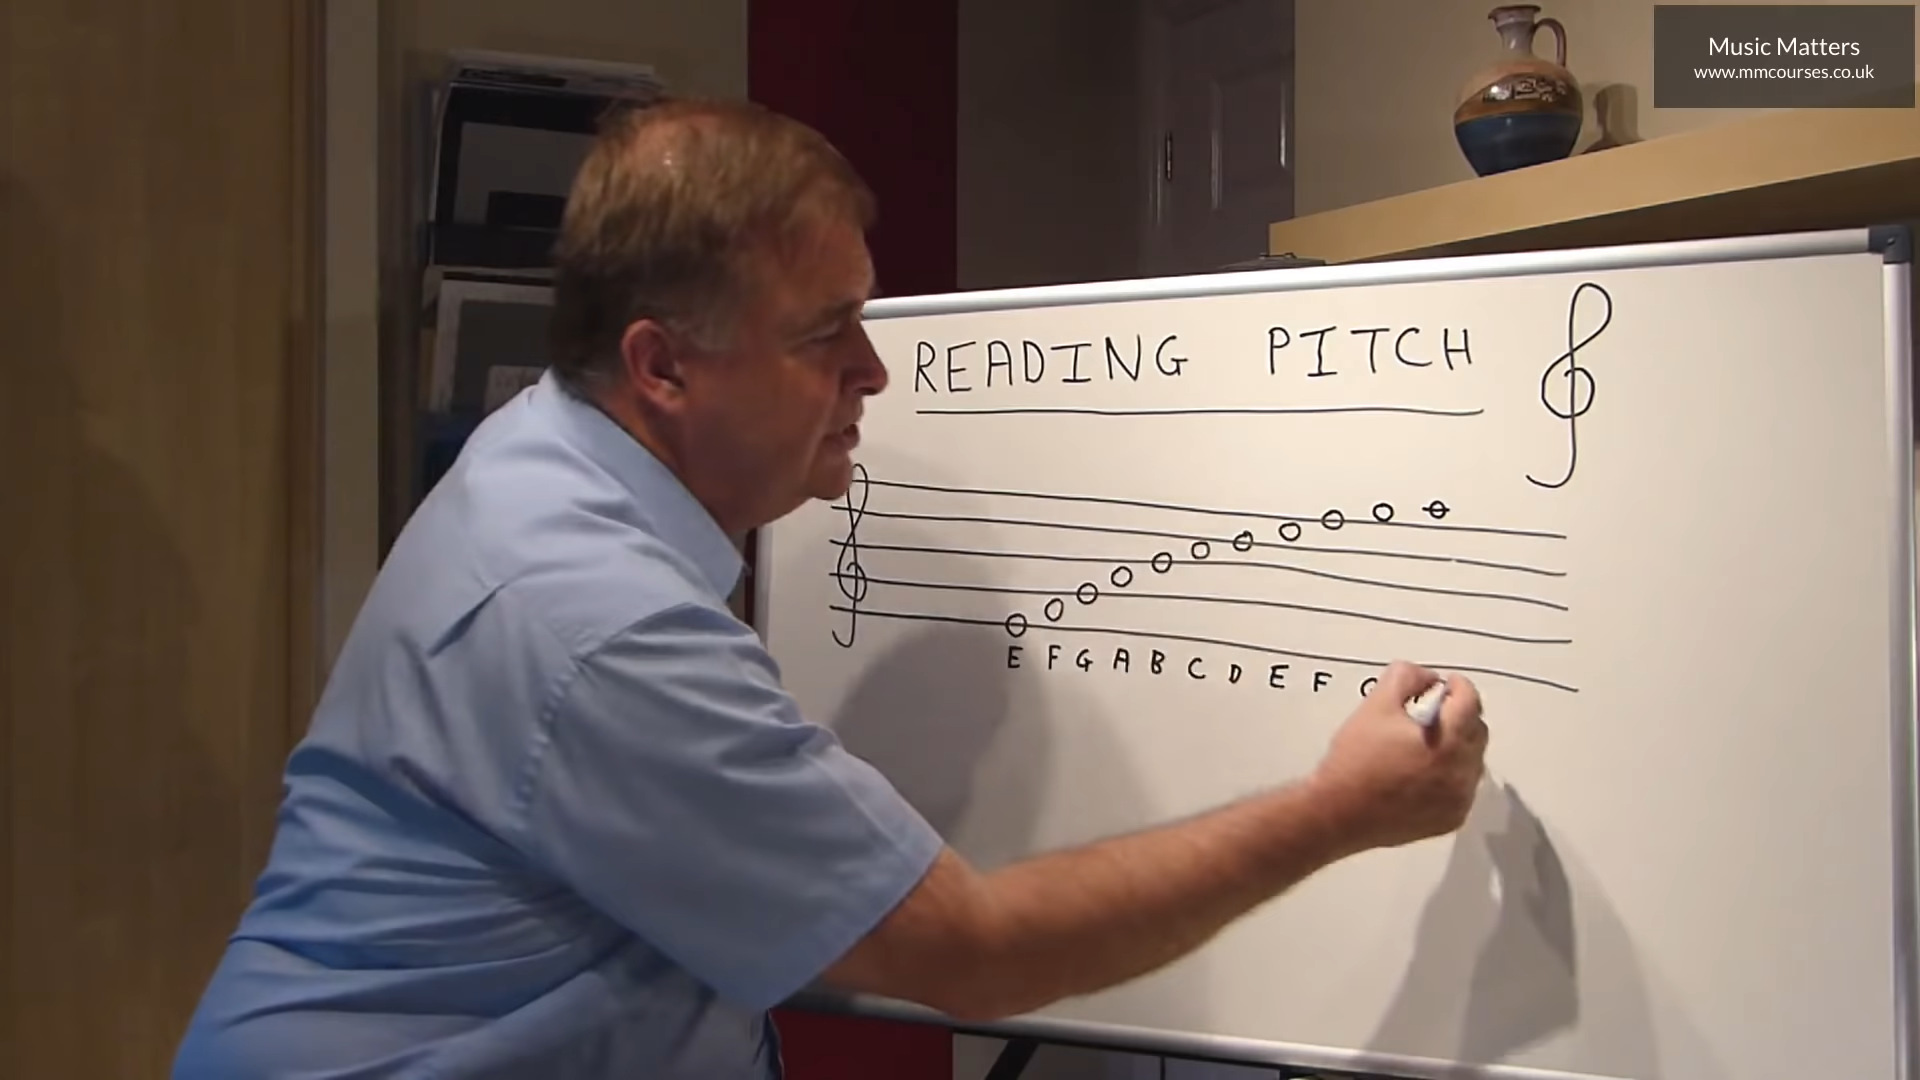 Music Matters
www.mmcourses.co.uk
READING PITCH
E F G A B C D E F G